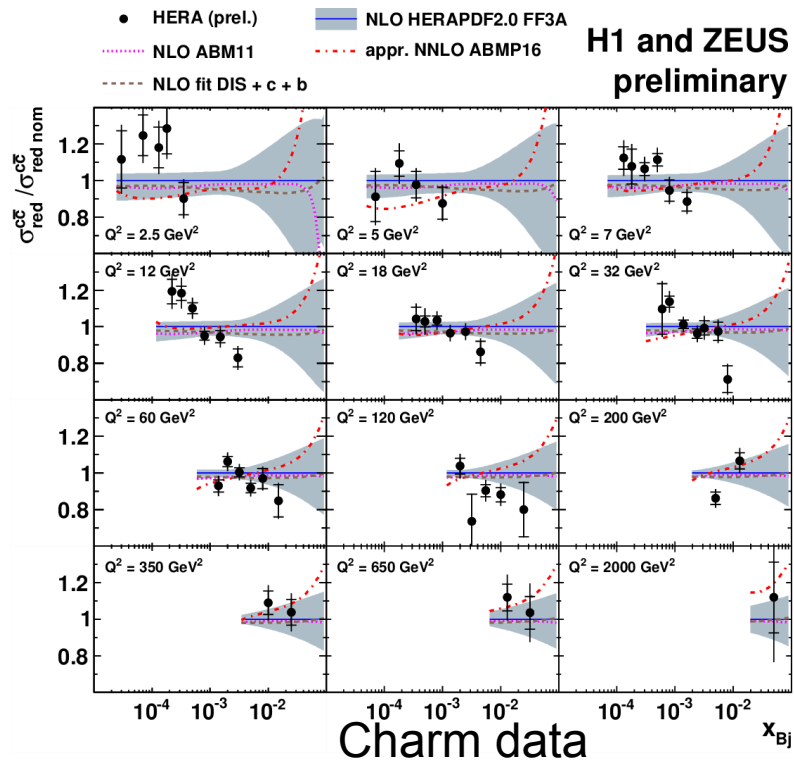 HERA (prel.)
NLO HERAPDF2.0 FF3A
NLO ABM11
appr. NNLO ABMP16
NLO fit DIS + c + b
H1 and ZEUS
preliminary
σ_red^cc̅ / σ_red nom^cc̅
1.2
1
0.8
Q² = 2.5 GeV²
Q² = 5 GeV²
Q² = 7 GeV²
Q² = 12 GeV²
Q² = 18 GeV²
Q² = 32 GeV²
1.2
1
0.8
Q² = 60 GeV²
Q² = 120 GeV²
Q² = 200 GeV²
1.2
1
0.8
Q² = 350 GeV²
Q² = 650 GeV²
Q² = 2000 GeV²
1.2
1
0.8
10⁻⁴ 10⁻³ 10⁻² 10⁻⁴ 10⁻³ 10⁻² 10⁻⁴ 10⁻³ 10⁻²
x_Bj
Charm data